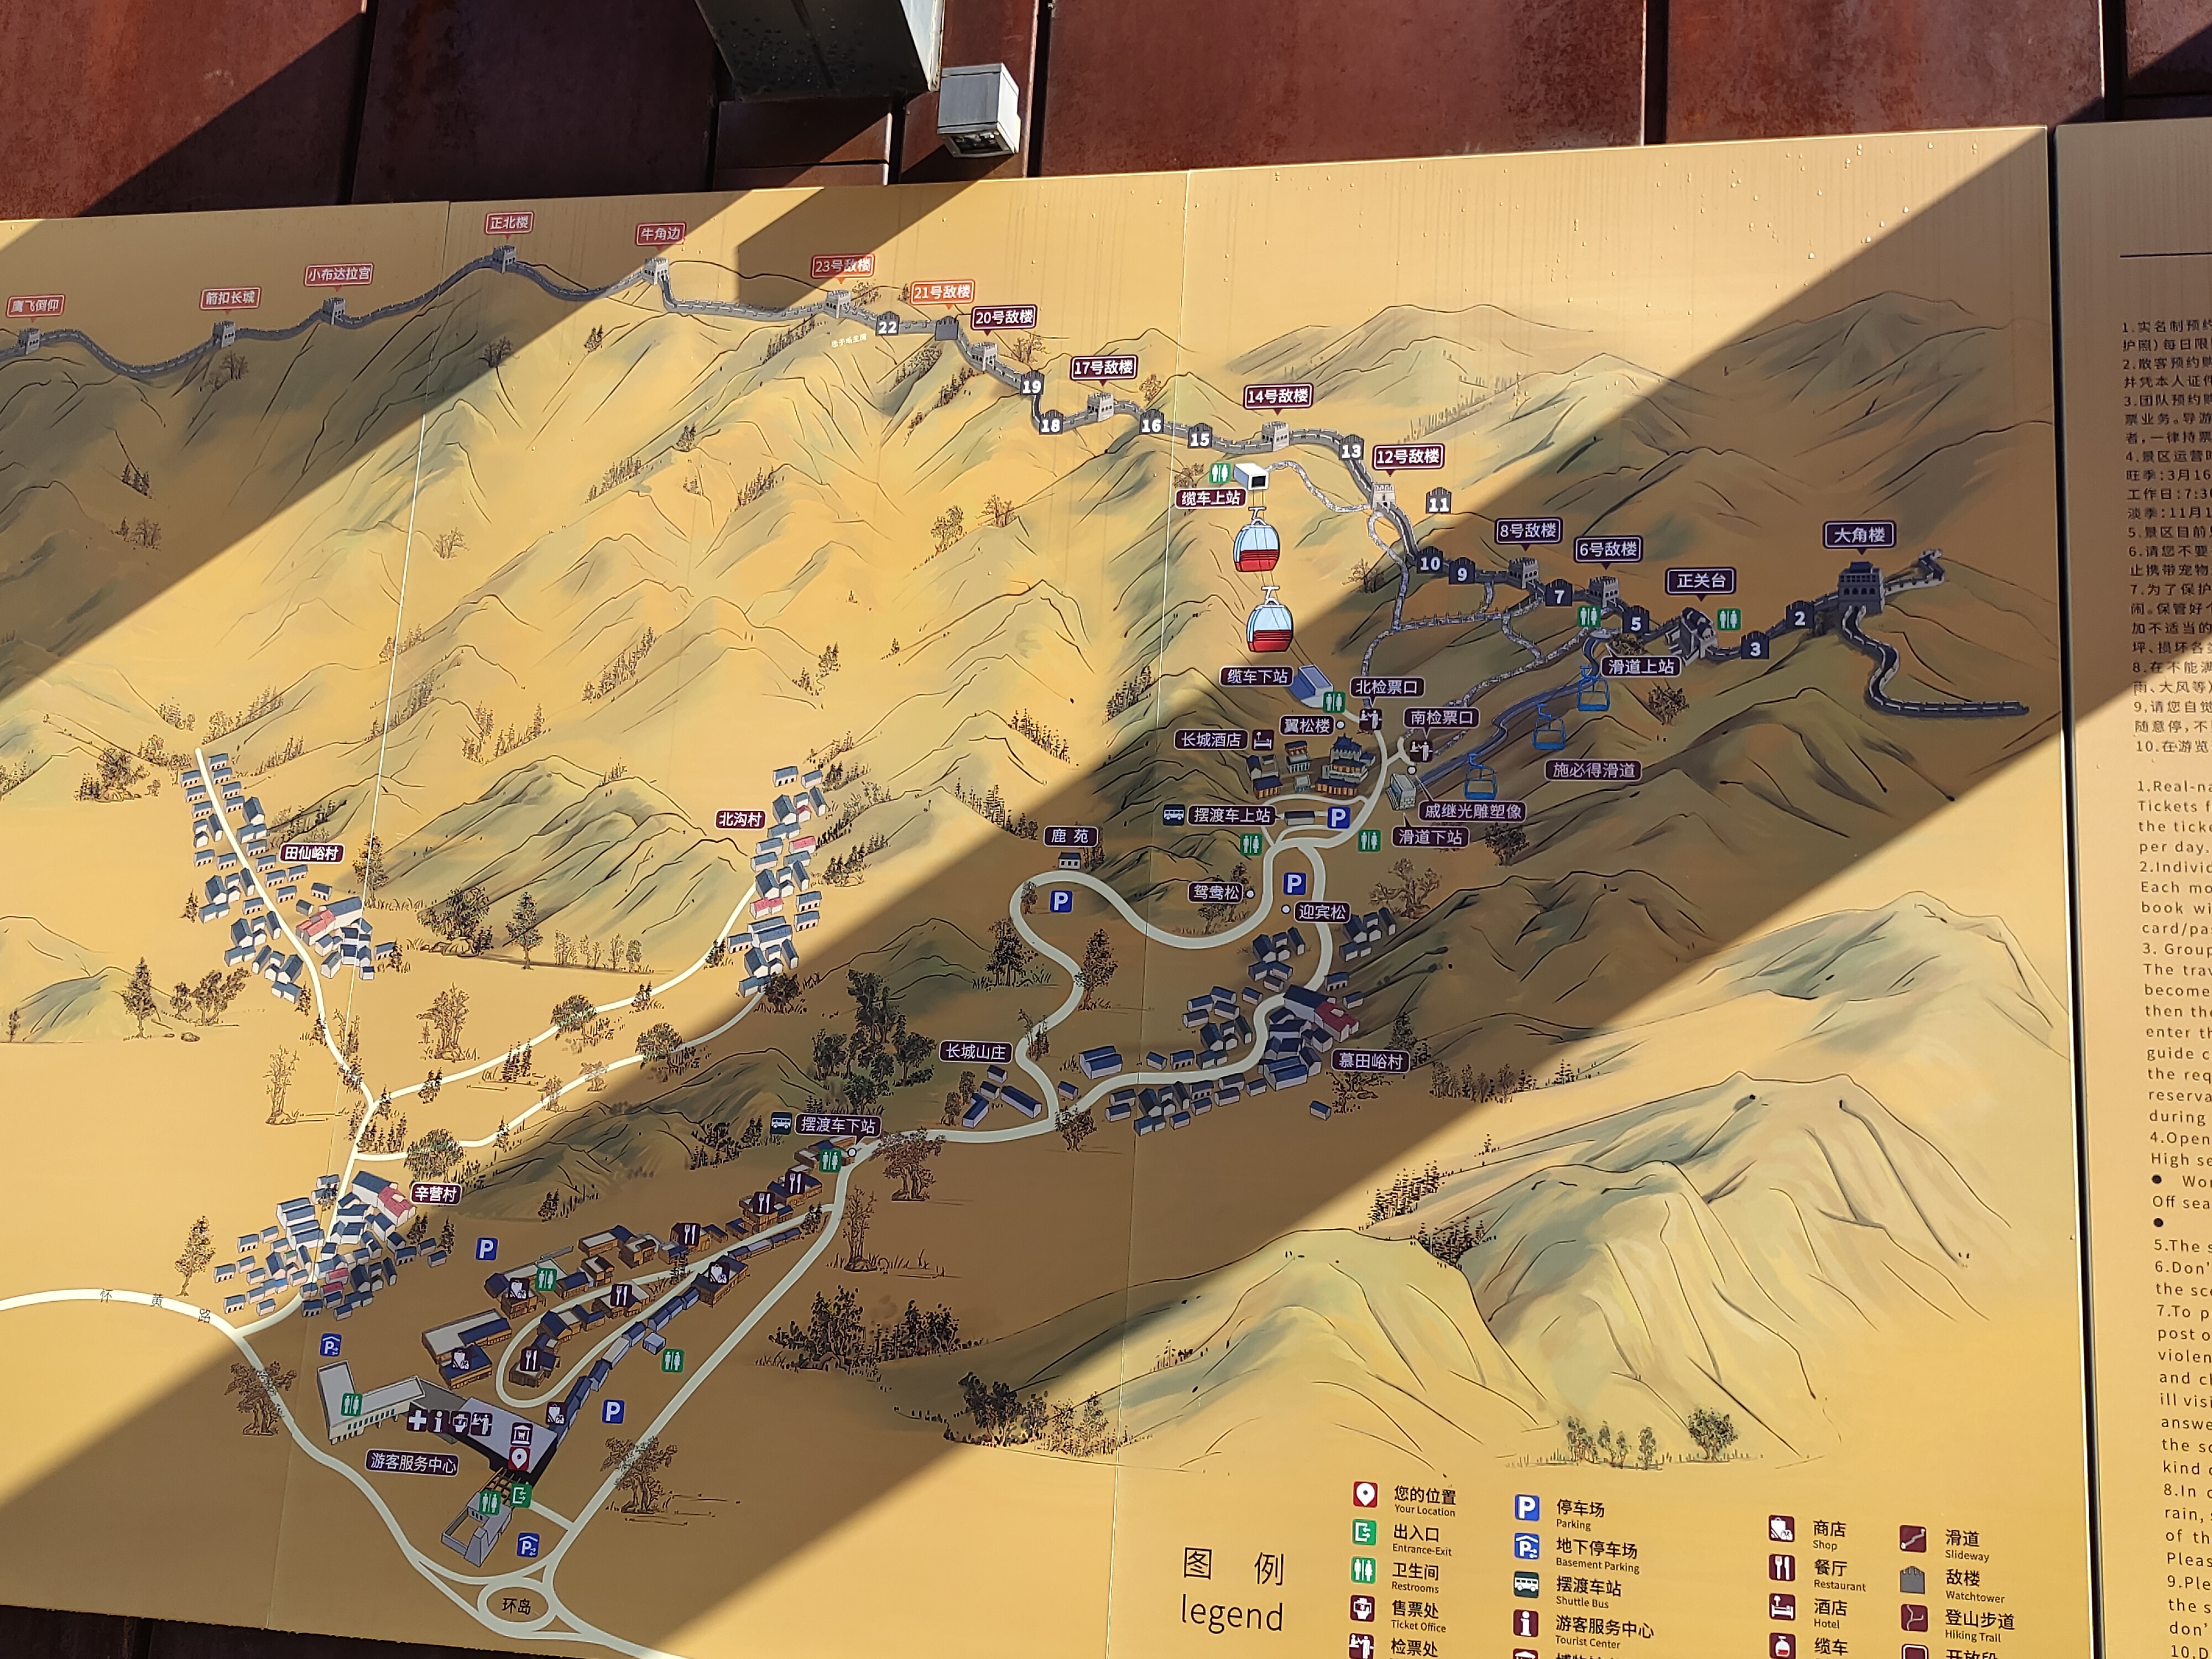 正北楼
牛角边
小布达拉宫
箭扣长城
鹰飞倒仰
23号敌楼
21号敌楼
22
20号敌楼
19
17号敌楼
18
16
15
14号敌楼
13
12号敌楼
11
10
9
8号敌楼
7
6号敌楼
5
正关台
3
2
大角楼
缆车上站
缆车下站
滑道上站
北检票口
南检票口
翼松楼
长城酒店
施必得滑道
摆渡车上站
P
戚继光雕塑像
滑道下站
鹿 苑
P
鸳鸯松
P
迎宾松
北沟村
田仙峪村
长城山庄
慕田峪村
摆渡车下站
辛营村
P
怀 黄 路
P
P
游客服务中心
P
环岛
图 例
legend
您的位置
Your Location
出入口
Entrance-Exit
卫生间
Restrooms
售票处
Ticket Office
检票处
停车场
Parking
地下停车场
Basement Parking
摆渡车站
Shuttle Bus
游客服务中心
Tourist Center
商店
Shop
餐厅
Restaurant
酒店
Hotel
缆车
滑道
Slideway
敌楼
Watchtower
登山步道
Hiking Trail
开放段
1.实名制预约
护照)每日限
2.散客预约购
并凭本人证件
3.团队预约购
票业务。导游
者,一律持票
4.景区运营时
旺季:3月16
工作日:7:3
淡季:11月1
5.景区目前
6.请您不要
止携带宠物
7.为了保护
闹。保管好
加不适当的
坪、损坏各
8.在不能满
雨、大风等)
9.请您自觉
随意停,不
10.在游览
1.Real-na
Tickets f
the ticke
per day.
2.Individ
Each mo
book wi
card/pas
3. Group
The trav
become
then the
enter th
guide c
the req
reserva
during
4.Open
High se
● Wor
Off sea
●
5.The s
6.Don'
the sce
7.To p
post o
violen
and cl
ill visi
answe
the sc
kind o
8.In c
rain, s
of th
Pleas
9.Ple
the s
don'
10.D